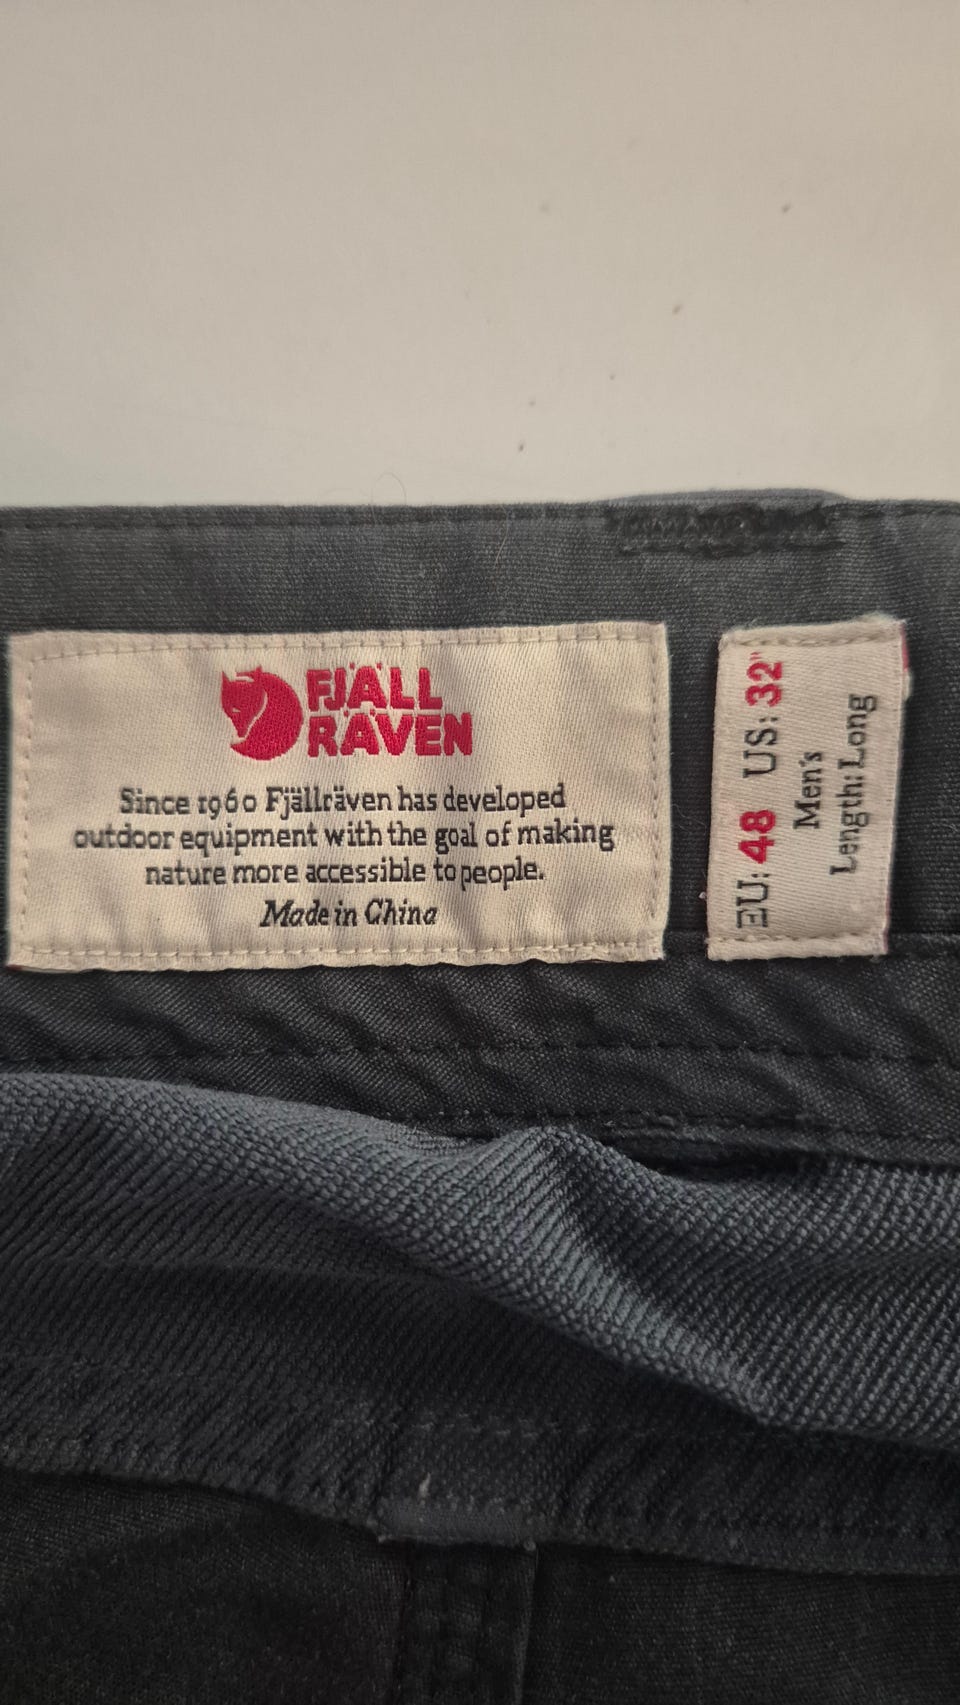 FJÄLL
RÄVEN
Since 1960 Fjällräven has developed
outdoor equipment with the goal of making
nature more accessible to people.
Made in China
EU: 48 US: 32"
Men's
Length: Long